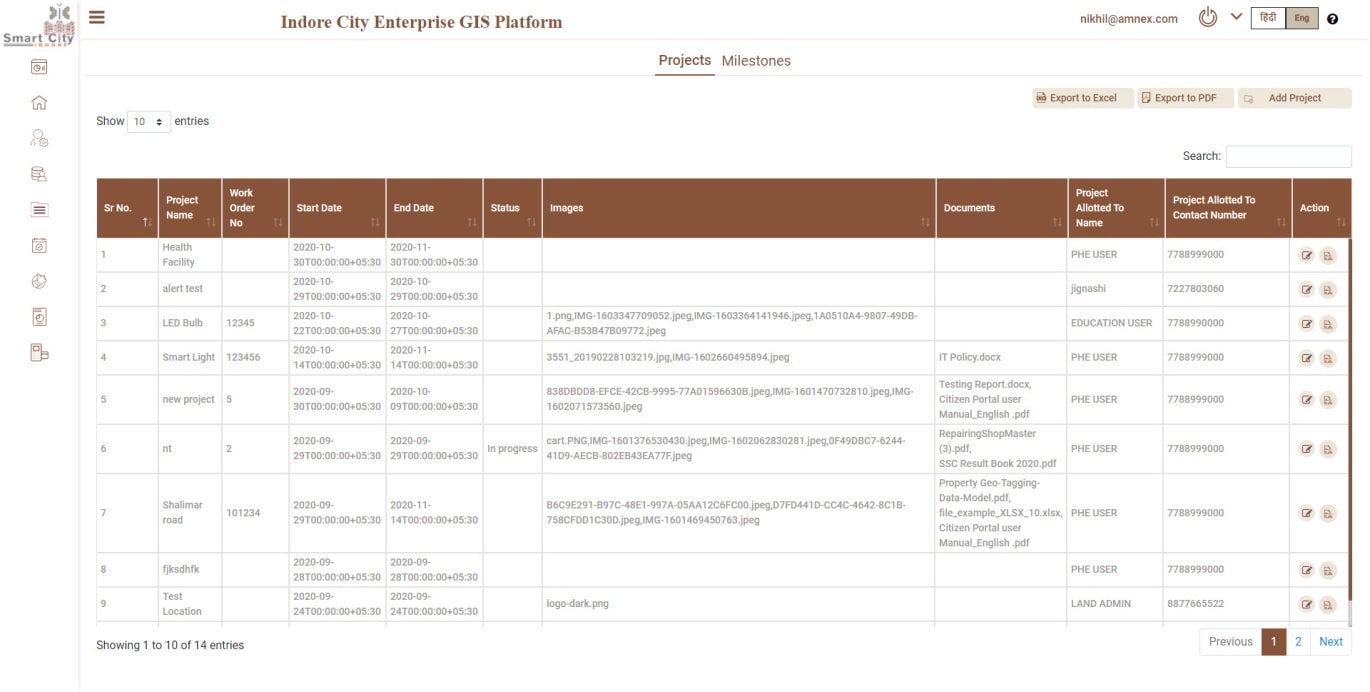 Smart City
INDORE
Indore City Enterprise GIS Platform
nikhil@amnex.com
हिंदी
Eng
?
Projects Milestones
Export to Excel
Export to PDF
Add Project
Show 10 entries
Search:
Sr No.
Project
Name
Work
Order
No
Start Date
End Date
Status
Images
Documents
Project
Allotted To
Name
Project Allotted To
Contact Number
Action
1
Health
Facility
2020-10-
30T00:00:00+05:30
2020-11-
30T00:00:00+05:30
PHE USER
7788999000
2
alert test
2020-10-
29T00:00:00+05:30
2020-10-
29T00:00:00+05:30
jignashi
7227803060
3
LED Bulb
12345
2020-10-
22T00:00:00+05:30
2020-10-
27T00:00:00+05:30
1.png,IMG-1603347709052.jpeg,IMG-1603364141946.jpeg,1A0510A4-9807-49DB-
AFAC-B53B47B09772.jpeg
EDUCATION USER
7788990000
4
Smart Light
123456
2020-10-
14T00:00:00+05:30
2020-11-
14T00:00:00+05:30
3551_20190228103219.jpg,IMG-1602660495894.jpeg
IT Policy.docx
PHE USER
7788999000
5
new project
5
2020-09-
30T00:00:00+05:30
2020-10-
09T00:00:00+05:30
838DBDD8-EFCE-42CB-9995-77A01596630B.jpeg,IMG-1601470732810.jpeg,IMG-
1602071573560.jpeg
Testing Report.docx,
Citizen Portal user
Manual_English .pdf
PHE USER
7788999000
6
nt
2
2020-09-
29T00:00:00+05:30
2020-09-
29T00:00:00+05:30
In progress
cart.PNG,IMG-1601376530430.jpeg,IMG-1602062830281.jpeg,0F49DBC7-6244-
41D9-AECB-802EB43EA77F.jpeg
RepairingShopMaster
(3).pdf,
SSC Result Book 2020.pdf
PHE USER
7788999000
7
Shalimar
road
101234
2020-09-
29T00:00:00+05:30
2020-11-
14T00:00:00+05:30
B6C9E291-B97C-48E1-997A-05AA12C6FC00.jpeg,D7FD441D-CC4C-4642-8C1B-
758CFDD1C30D.jpeg,IMG-1601469450763.jpeg
Property Geo-Tagging-
Data-Model.pdf,
file_example_XLSX_10.xlsx,
Citizen Portal user
Manual_English .pdf
PHE USER
7788999000
8
fjksdhfk
2020-09-
28T00:00:00+05:30
2020-09-
28T00:00:00+05:30
PHE USER
7788999000
9
Test
Location
2020-09-
24T00:00:00+05:30
2020-09-
24T00:00:00+05:30
logo-dark.png
LAND ADMIN
8877665522
Showing 1 to 10 of 14 entries
Previous 1 2 Next